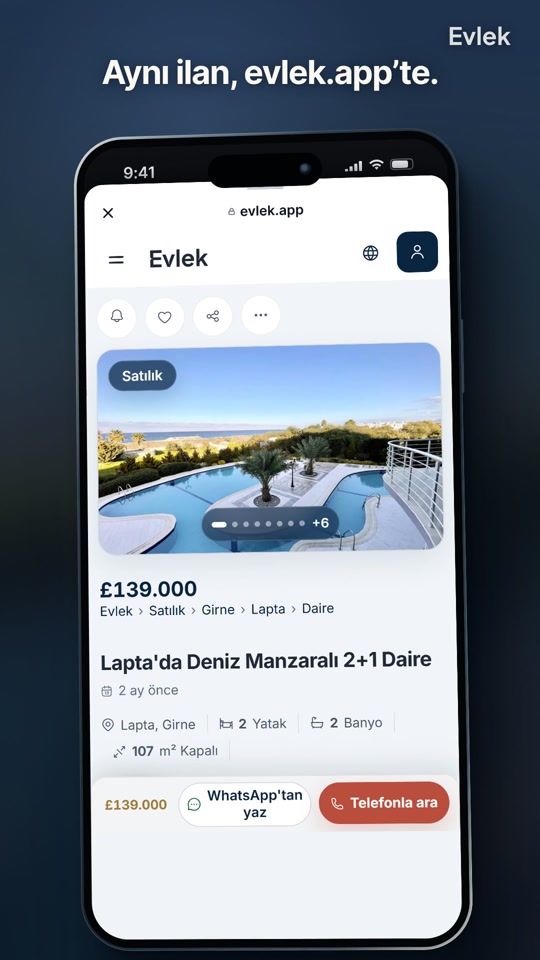 Evlek
Aynı ilan, evlek.app’te.
9:41
evlek.app
Evlek
Satılık
+6
£139.000
Evlek › Satılık › Girne › Lapta › Daire
Lapta'da Deniz Manzaralı 2+1 Daire
2 ay önce
Lapta, Girne 2 Yatak 2 Banyo
107 m² Kapalı
£139.000 WhatsApp'tan yaz Telefonla ara